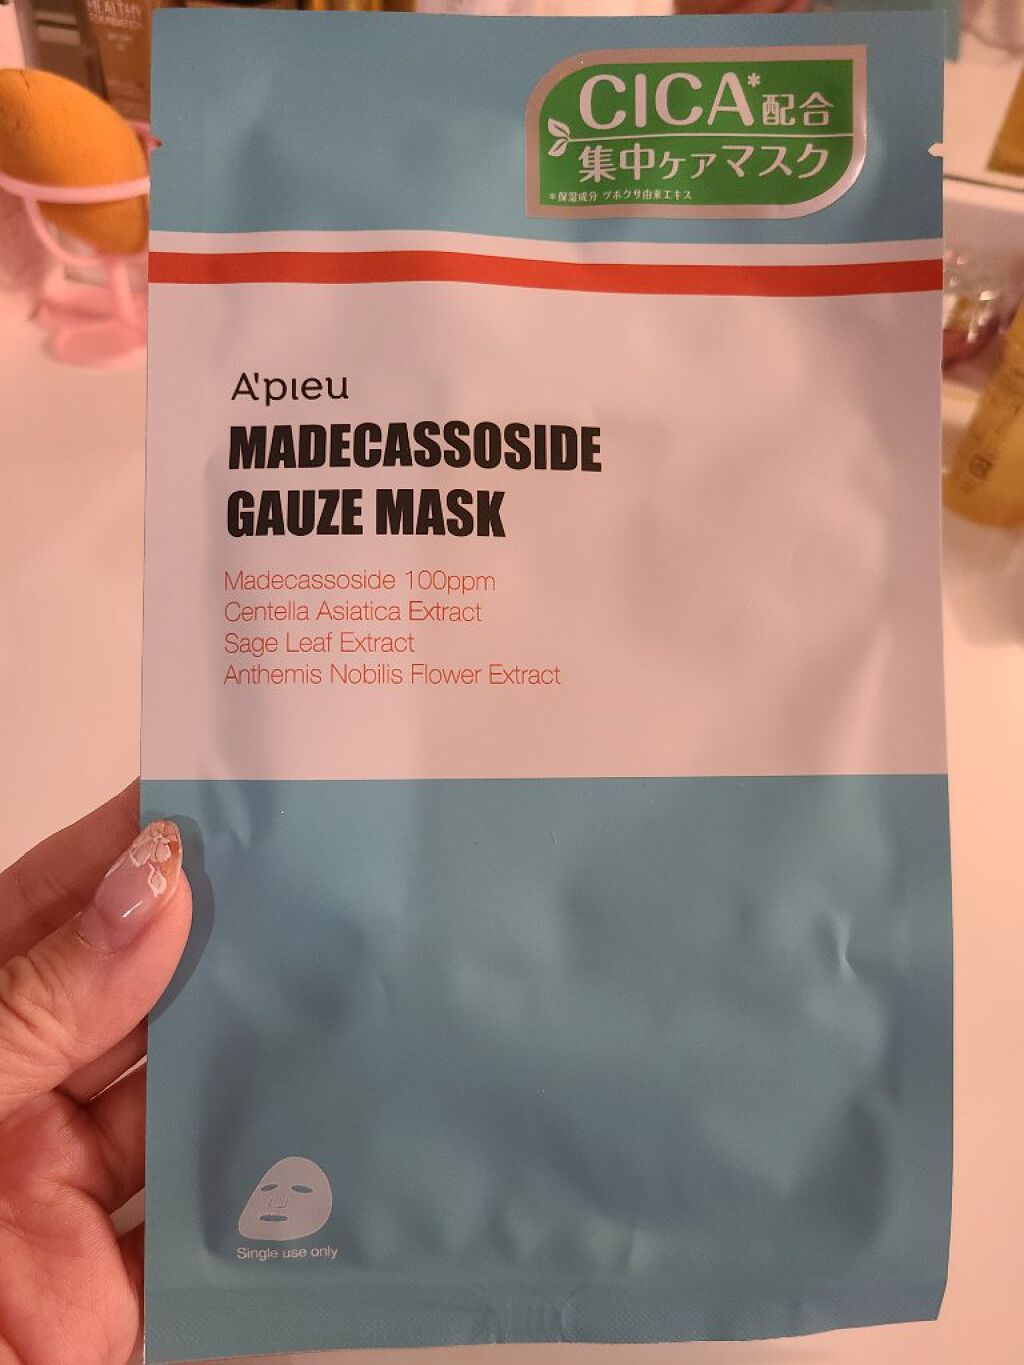 HEALTHY
CICA*配合
集中ケアマスク
*保湿成分 ツボクサ由来エキス
A'pieu
MADECASSOSIDE
GAUZE MASK
Madecassoside 100ppm
Centella Asiatica Extract
Sage Leaf Extract
Anthemis Nobilis Flower Extract
Single use only